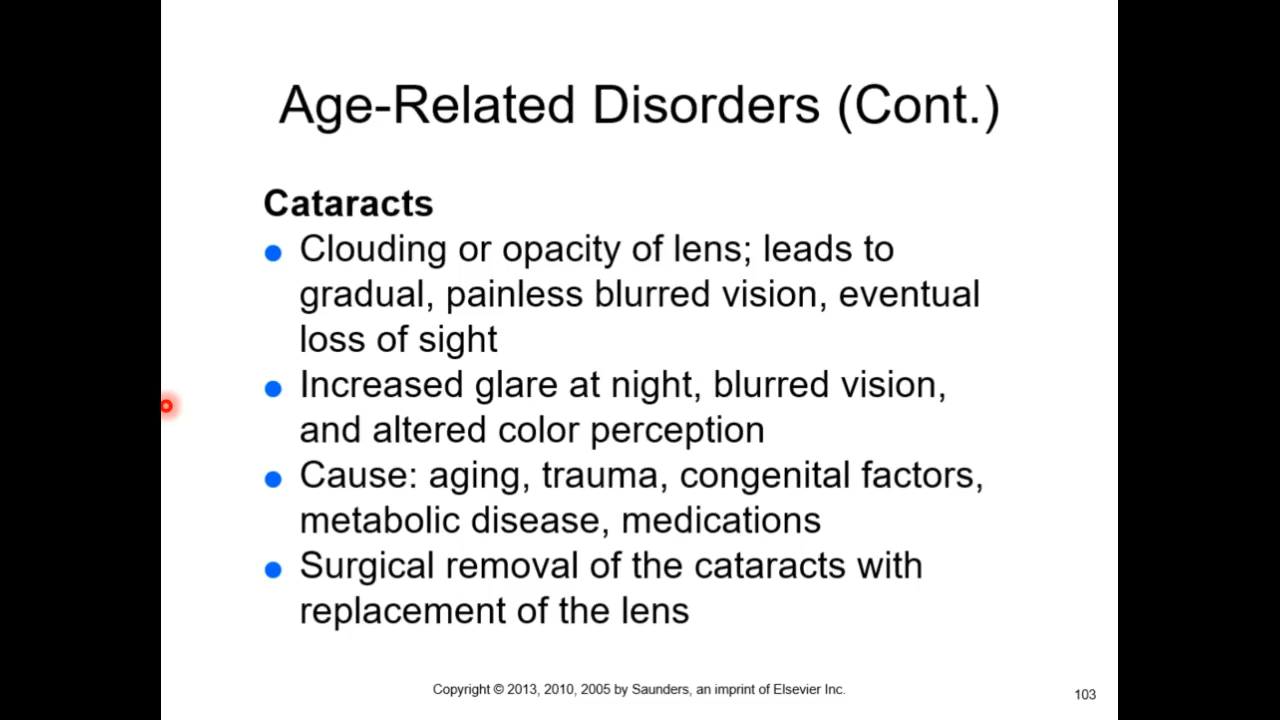 Age-Related Disorders (Cont.)
Cataracts
Clouding or opacity of lens; leads to
gradual, painless blurred vision, eventual
loss of sight
Increased glare at night, blurred vision,
and altered color perception
Cause: aging, trauma, congenital factors,
metabolic disease, medications
Surgical removal of the cataracts with
replacement of the lens
Copyright © 2013, 2010, 2005 by Saunders, an imprint of Elsevier Inc.
103